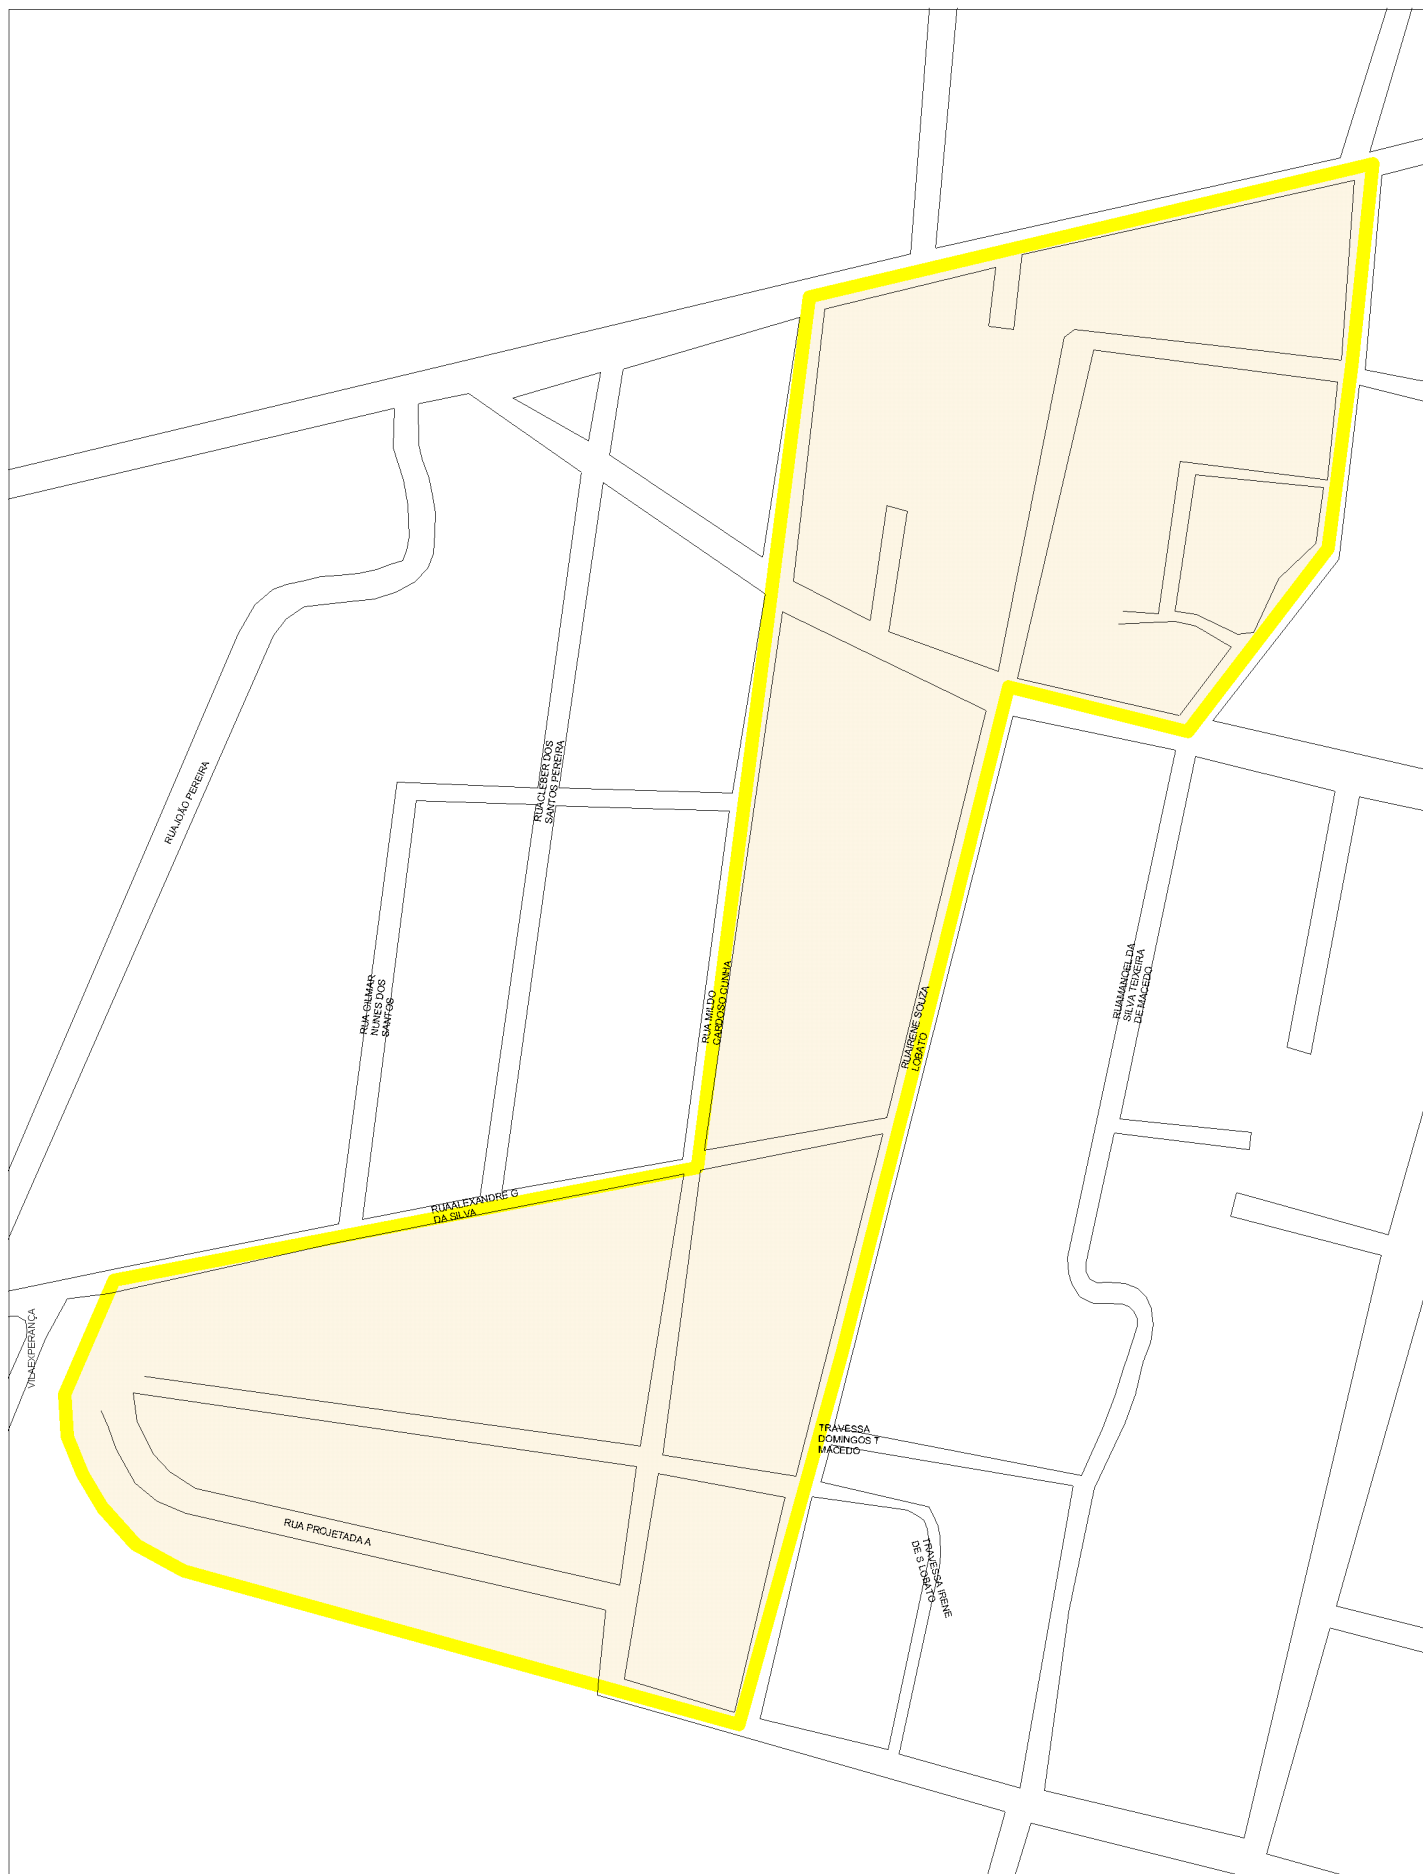 RUA JOÃO PEREIRA
RUA CLEBER DOS
SANTOS PEREIRA
RUA GILMAR
NUNES DOS
SANTOS
RUA MILDO
CARDOSO CUNHA
RUA IRENE SOUZA
LOBATO
RUA MANOEL DA
SILVA TEIXEIRA
DE MACEDO
RUA ALEXANDRE G
DA SILVA
VILA EXPERANÇA
TRAVESSA
DOMINGOS T
MACEDO
RUA PROJETADA A
TRAVESSA IRENE
DE S LOBATO